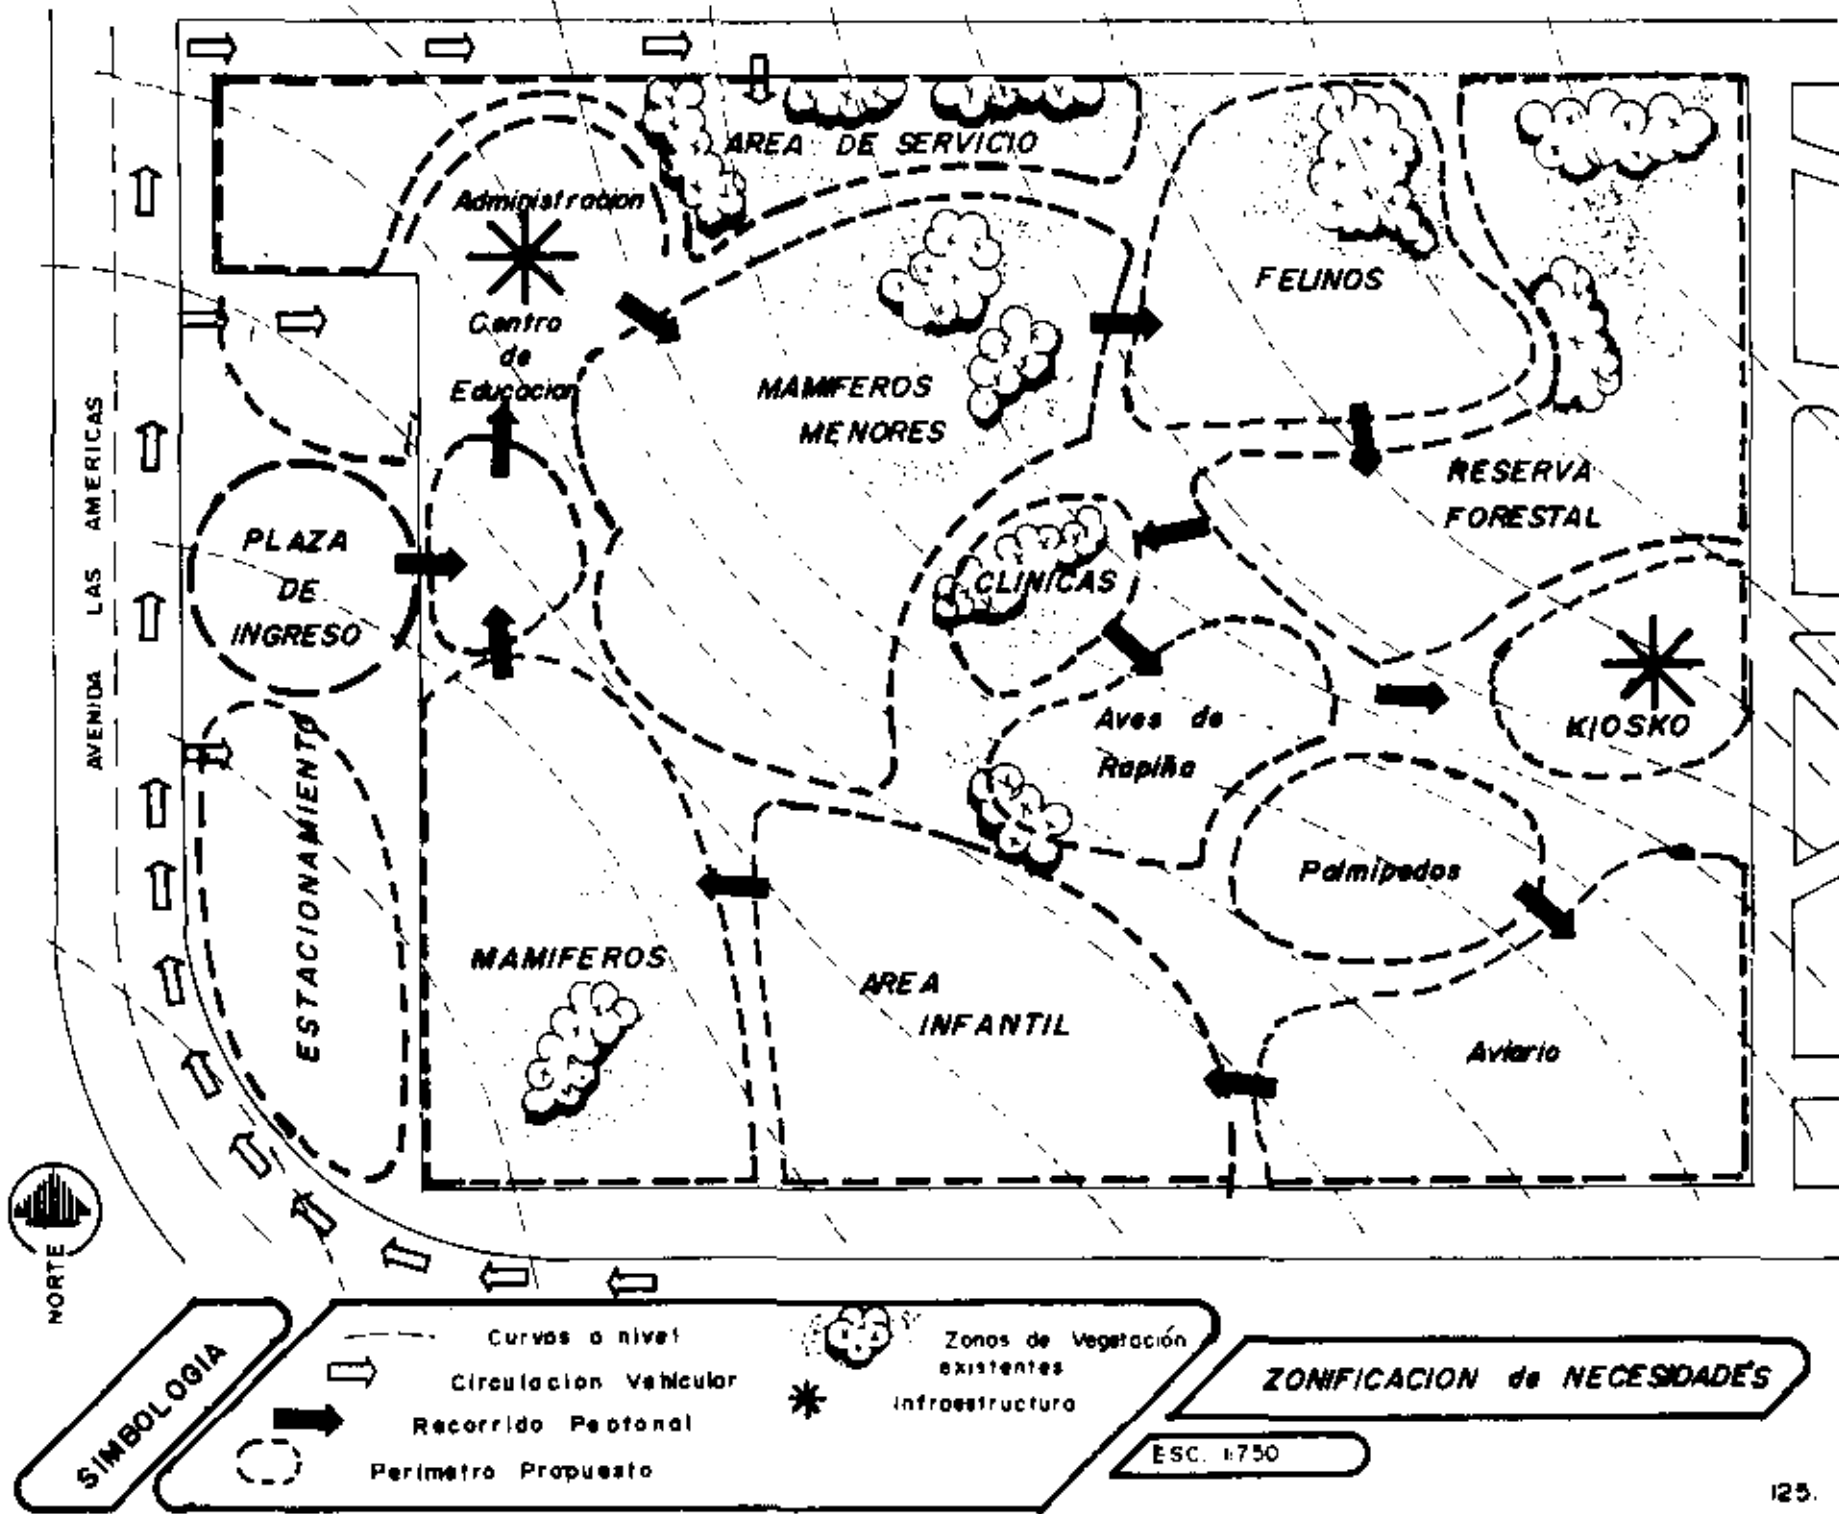 AREA DE SERVICIO
Administracion
FELINOS
Centro
de
Educacion
MAMIFEROS
MENORES
AVENIDA LAS AMERICAS
RESERVA
FORESTAL
PLAZA
DE
INGRESO
CLINICAS
Aves de
Rapiña
KIOSKO
ESTACIONAMIENTO
Palmipedos
MAMIFEROS
AREA
INFANTIL
Aviario
NORTE
SIMBOLOGIA
Curvas a nivel
Circulacion Vehicular
Recorrido Peatonal
Perimetro Propuesto
Zonas de Vegetación
existentes
Infraestructura
ZONIFICACION de NECESIDADES
ESC. 1:750
125.